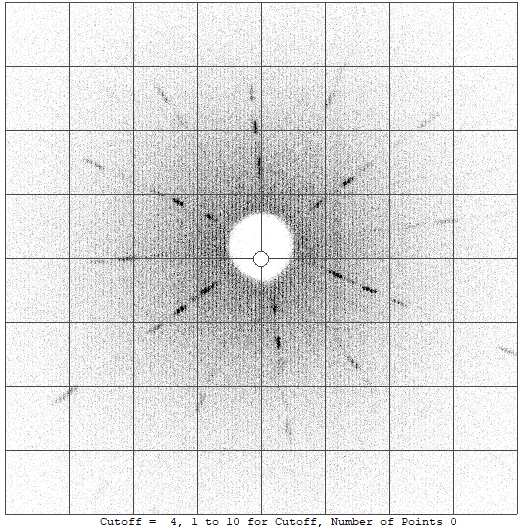 Cutoff =  4, 1 to 10 for Cutoff, Number of Points 0